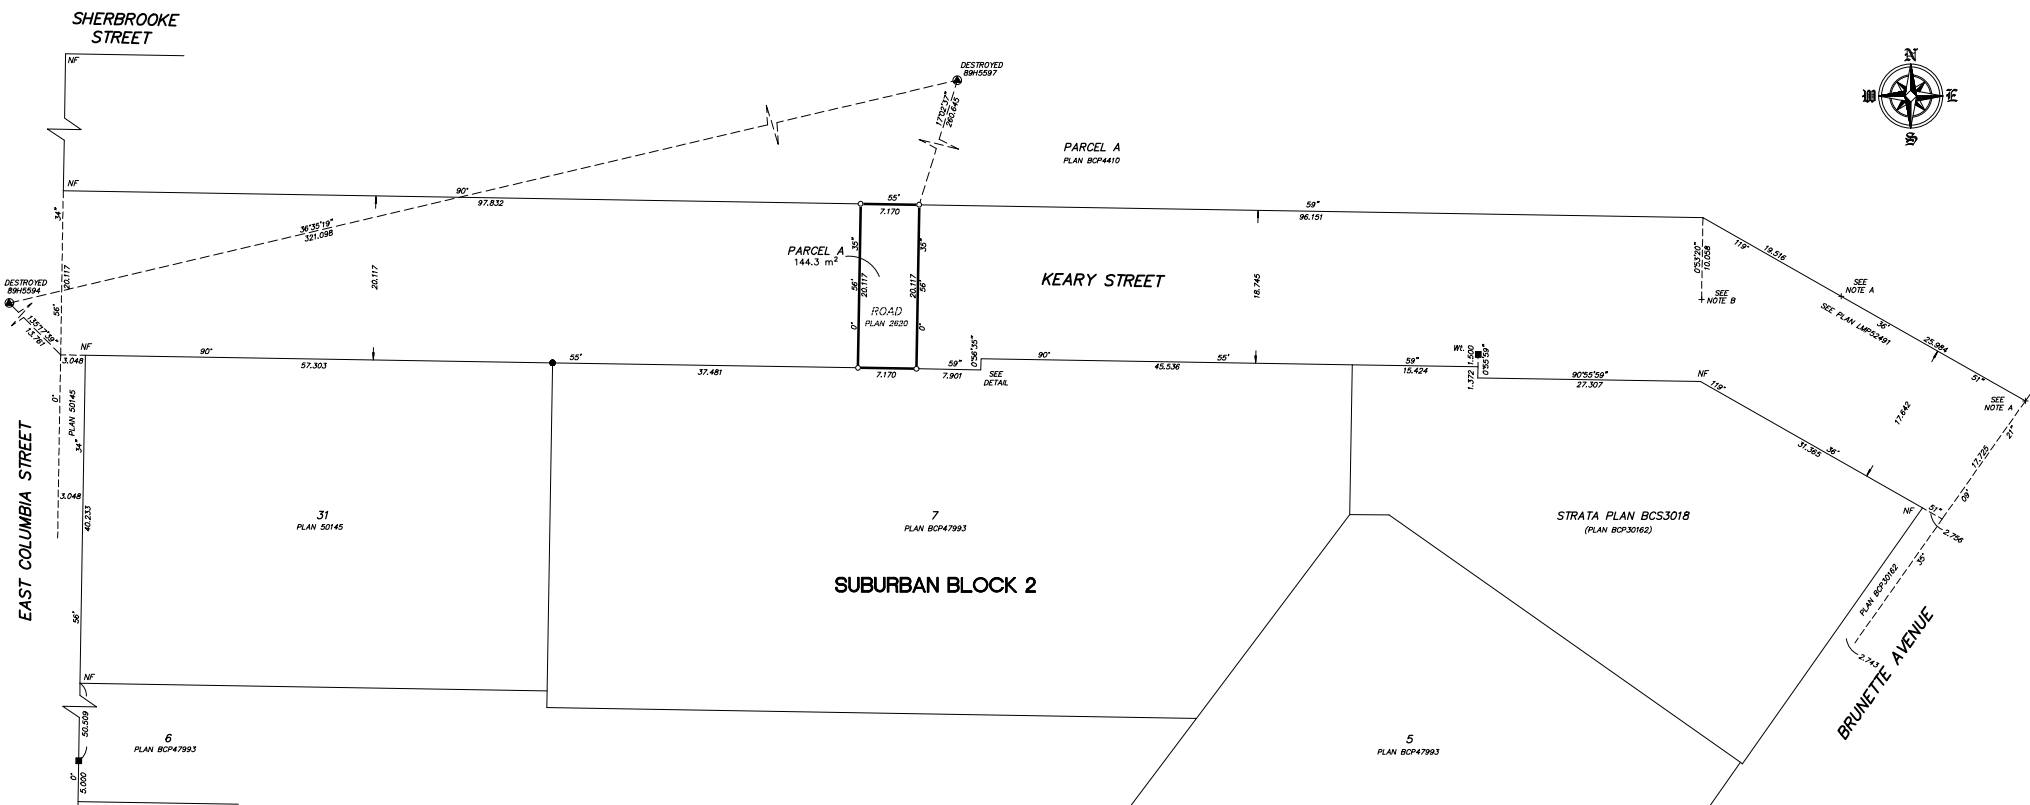 SHERBROOKE
STREET
NF
DESTROYED
89H5597
N
W
E
S
17°02'37"
260.645
PARCEL A
PLAN BCP4410
NF
90°
97.832
55'
7.170
59"
96.151
34"
36°35'19"
321.098
20.117
20.117
56'
PARCEL A
144.3 m²
35"
20.117
56'
0°
35"
20.117
56'
0°
ROAD
PLAN 2620
KEARY STREET
18.745
0°53'20"
10.058
SEE
NOTE B
119°
19.516
SEE
NOTE A
36'
SEE PLAN LMP52491
25.984
51"
SEE
NOTE A
DESTROYED
89H5594
135°17'39"
13.761
3.048
NF
90°
57.303
55'
37.481
7.170
59"
7.901
0°56'35"
SEE
DETAIL
90°
55'
45.536
59"
15.424
Wt.
1.500
1.372
0°55'59"
90°55'59"
27.307
NF
119°
31.365
36'
17.642
21"
17.725
09'
51"
NF
2.756
35'
0°
PLAN 50145
34"
3.048
40.233
56'
EAST COLUMBIA STREET
31
PLAN 50145
7
PLAN BCP47993
SUBURBAN BLOCK 2
STRATA PLAN BCS3018
(PLAN BCP30162)
PLAN BCP30162
2.743
BRUNETTE AVENUE
NF
50.509
0°
5.000
6
PLAN BCP47993
5
PLAN BCP47993